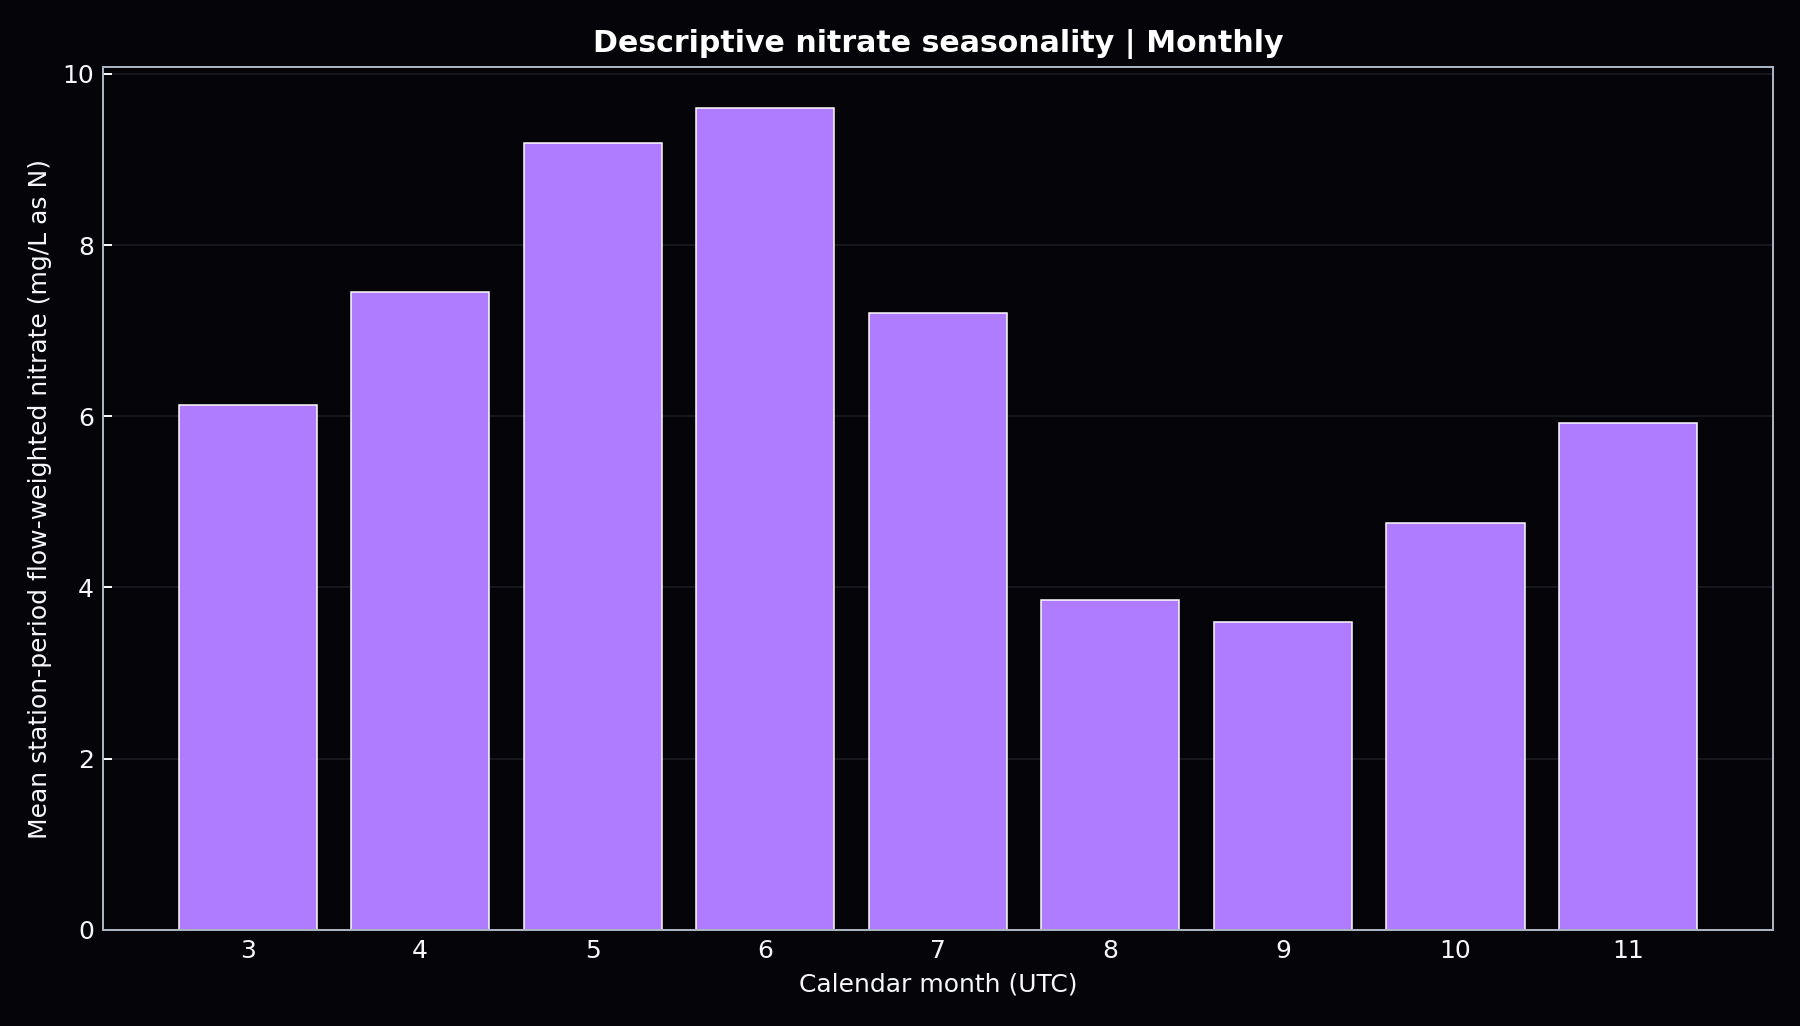 Descriptive nitrate seasonality | Monthly
Mean station-period flow-weighted nitrate (mg/L as N)
10
8
6
4
2
0
3 4 5 6 7 8 9 10 11
Calendar month (UTC)